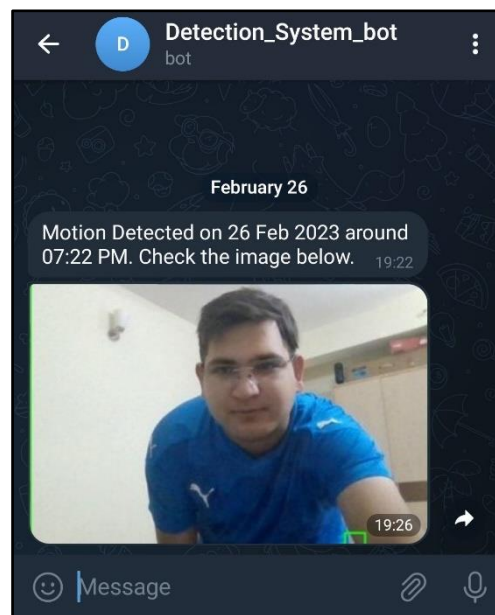 D
Detection_System_bot
bot
February 26
Motion Detected on 26 Feb 2023 around
07:22 PM. Check the image below.
19:22
19:26
Message